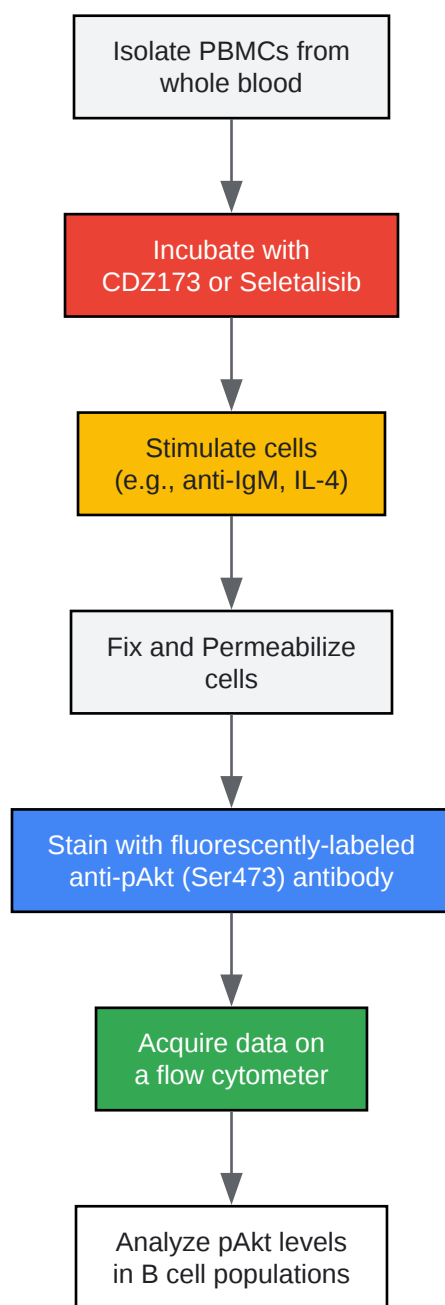 Isolate PBMCs from
whole blood
Incubate with
CDZ173 or Seletalisib
Stimulate cells
(e.g., anti-IgM, IL-4)
Fix and Permeabilize
cells
Stain with fluorescently-labeled
anti-pAkt (Ser473) antibody
Acquire data on
a flow cytometer
Analyze pAkt levels
in B cell populations